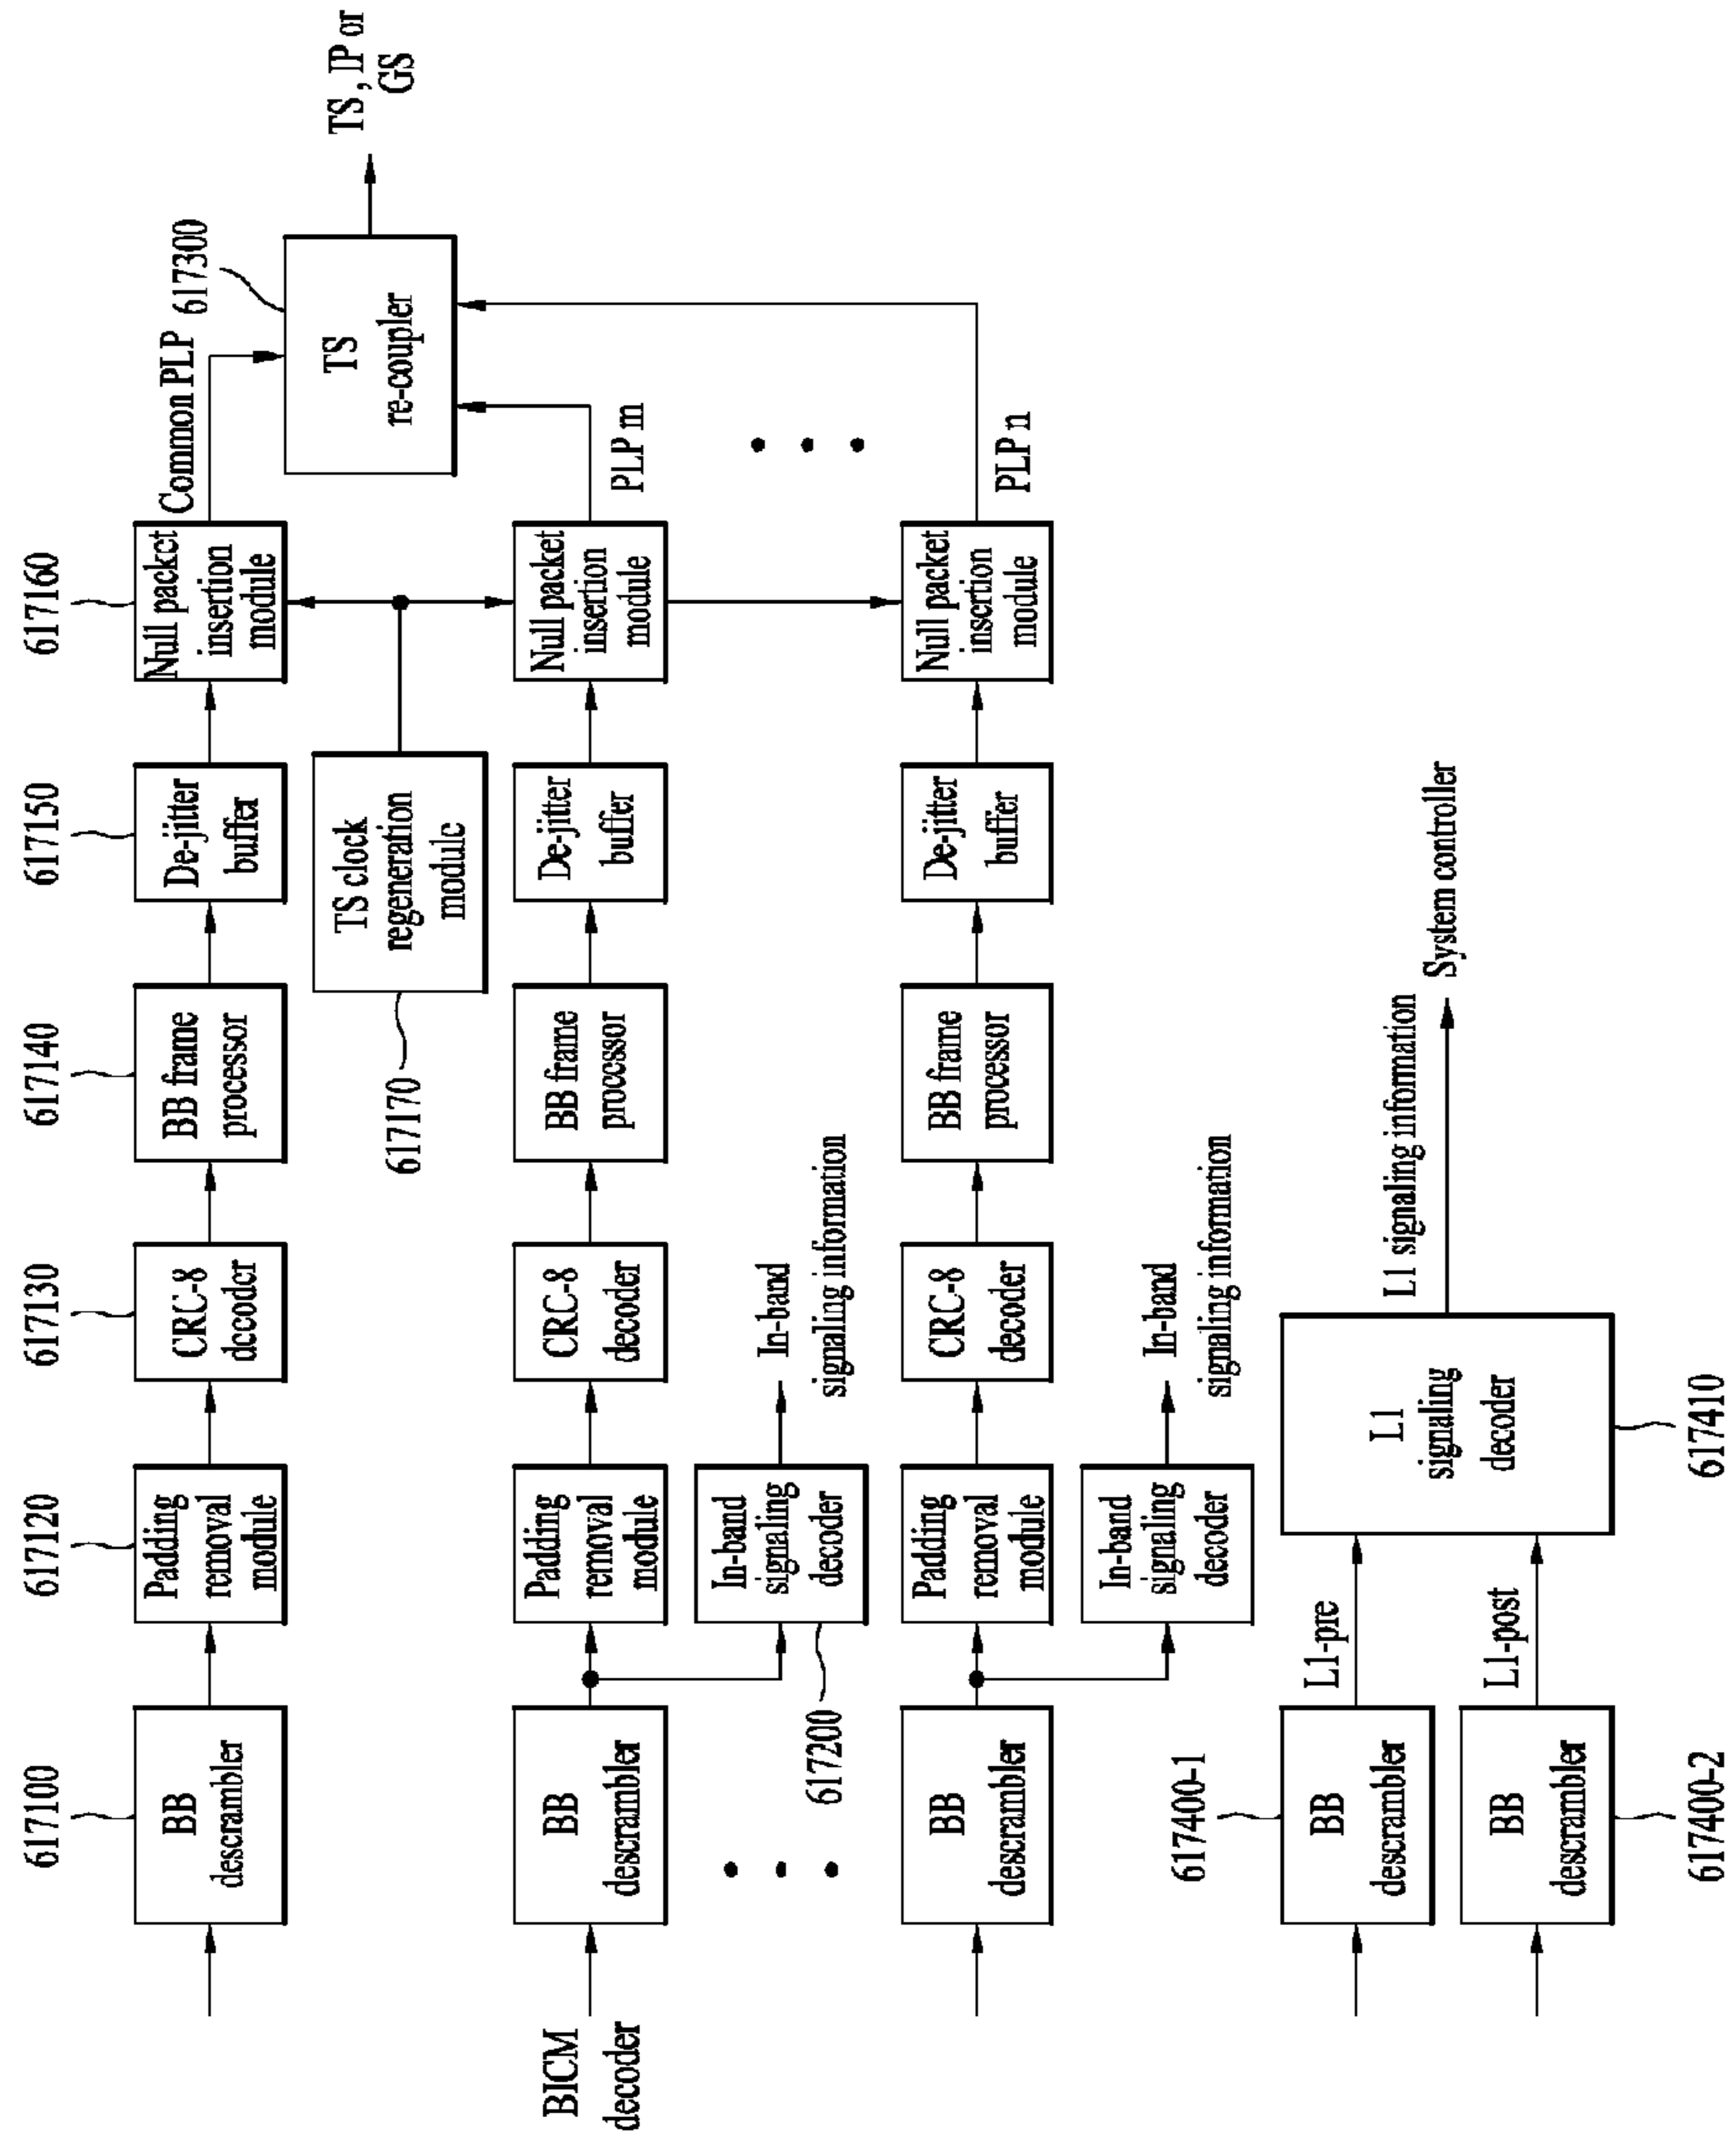 617100
617120
617130
617140
617150
617160
BB
descrambler
Padding
removal
module
CRC-8
decoder
BB frame
processor
De-jitter
buffer
Null packet
insertion
module
Common PLP
617300
TS
re-coupler
TS , IP or
GS
617170
TS clock
regeneration
module
BICM
decoder
BB
descrambler
Padding
removal
module
CRC-8
decoder
BB frame
processor
De-jitter
buffer
Null packet
insertion
module
PLP m
617200
In-band
signaling
decoder
In-band
signaling information
BB
descrambler
Padding
removal
module
CRC-8
decoder
BB frame
processor
De-jitter
buffer
Null packet
insertion
module
PLP n
In-band
signaling
decoder
In-band
signaling information
617400-1
BB
descrambler
L1-pre
L1
signaling
decoder
L1 signaling information
System controller
BB
descrambler
L1-post
617400-2
617410